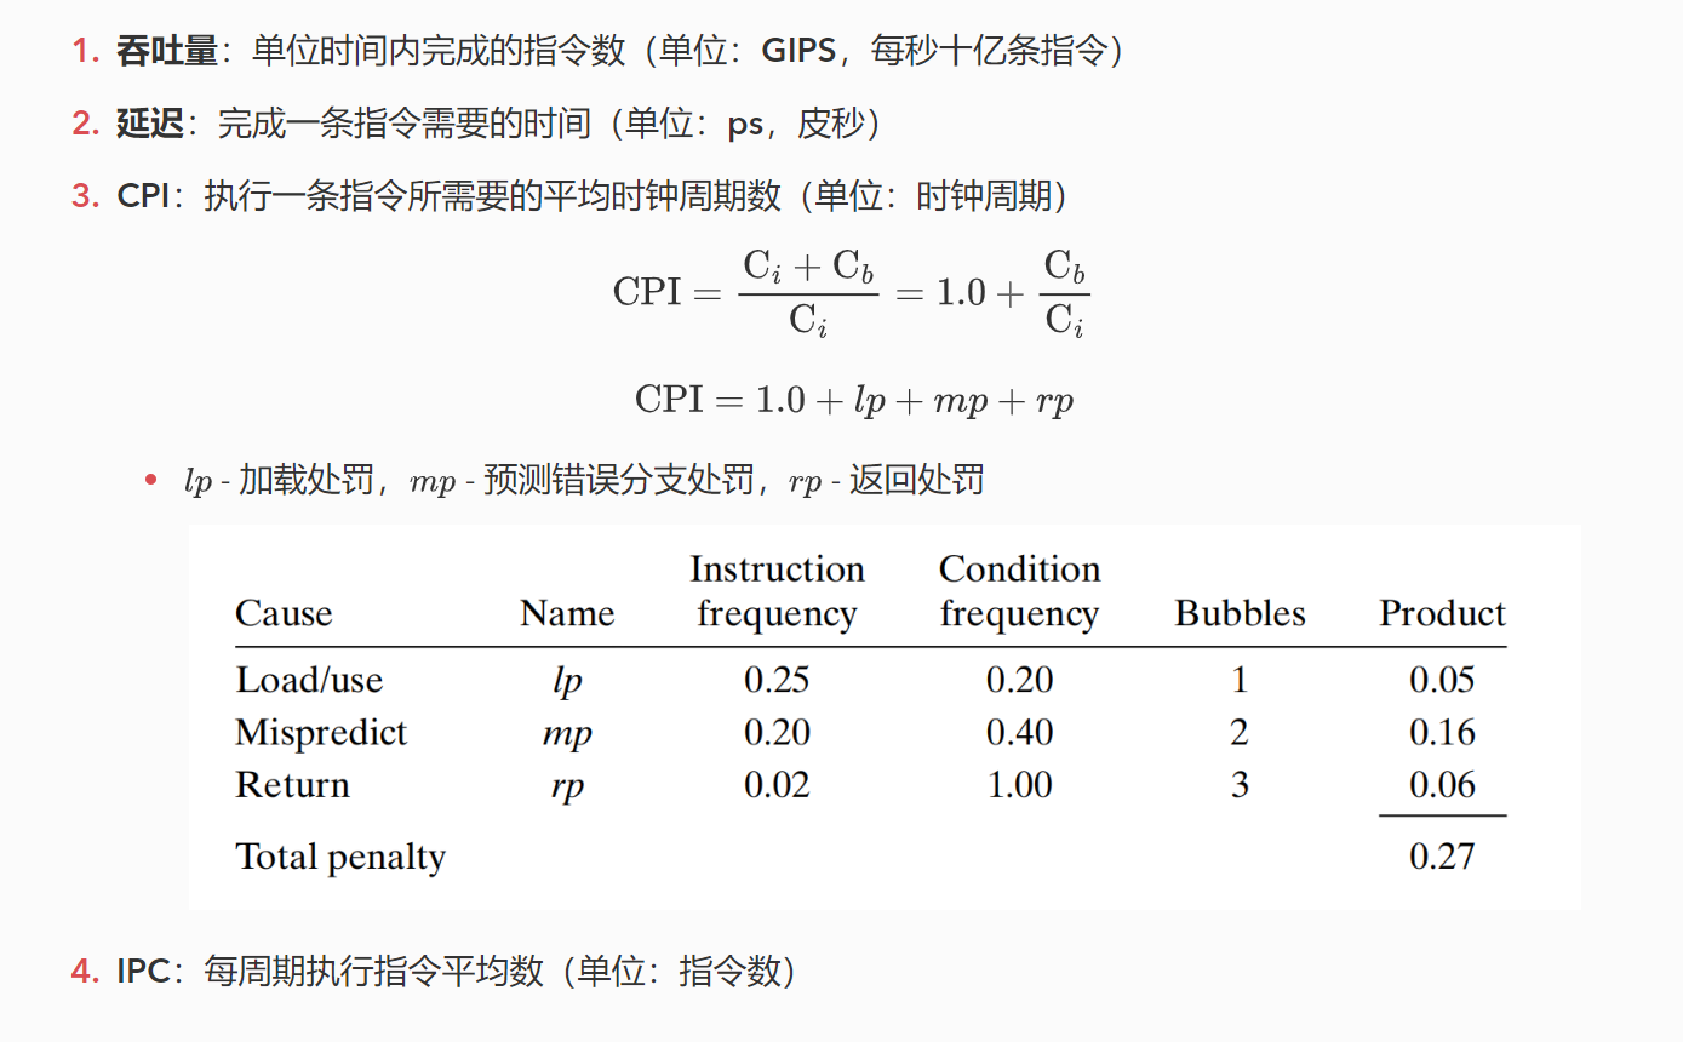 1. 吞吐量：单位时间内完成的指令数（单位：GIPS，每秒十亿条指令）
2. 延迟：完成一条指令需要的时间（单位：ps，皮秒）
3. CPI：执行一条指令所需要的平均时钟周期数（单位：时钟周期）
CPI = \frac{C_i + C_b}{C_i} = 1.0 + \frac{C_b}{C_i}
CPI = 1.0 + lp + mp + rp
• lp - 加载处罚，mp - 预测错误分支处罚，rp - 返回处罚
Cause Name Instruction frequency Condition frequency Bubbles Product
Load/use lp 0.25 0.20 1 0.05
Mispredict mp 0.20 0.40 2 0.16
Return rp 0.02 1.00 3 0.06
Total penalty 0.27
4. IPC：每周期执行指令平均数（单位：指令数）